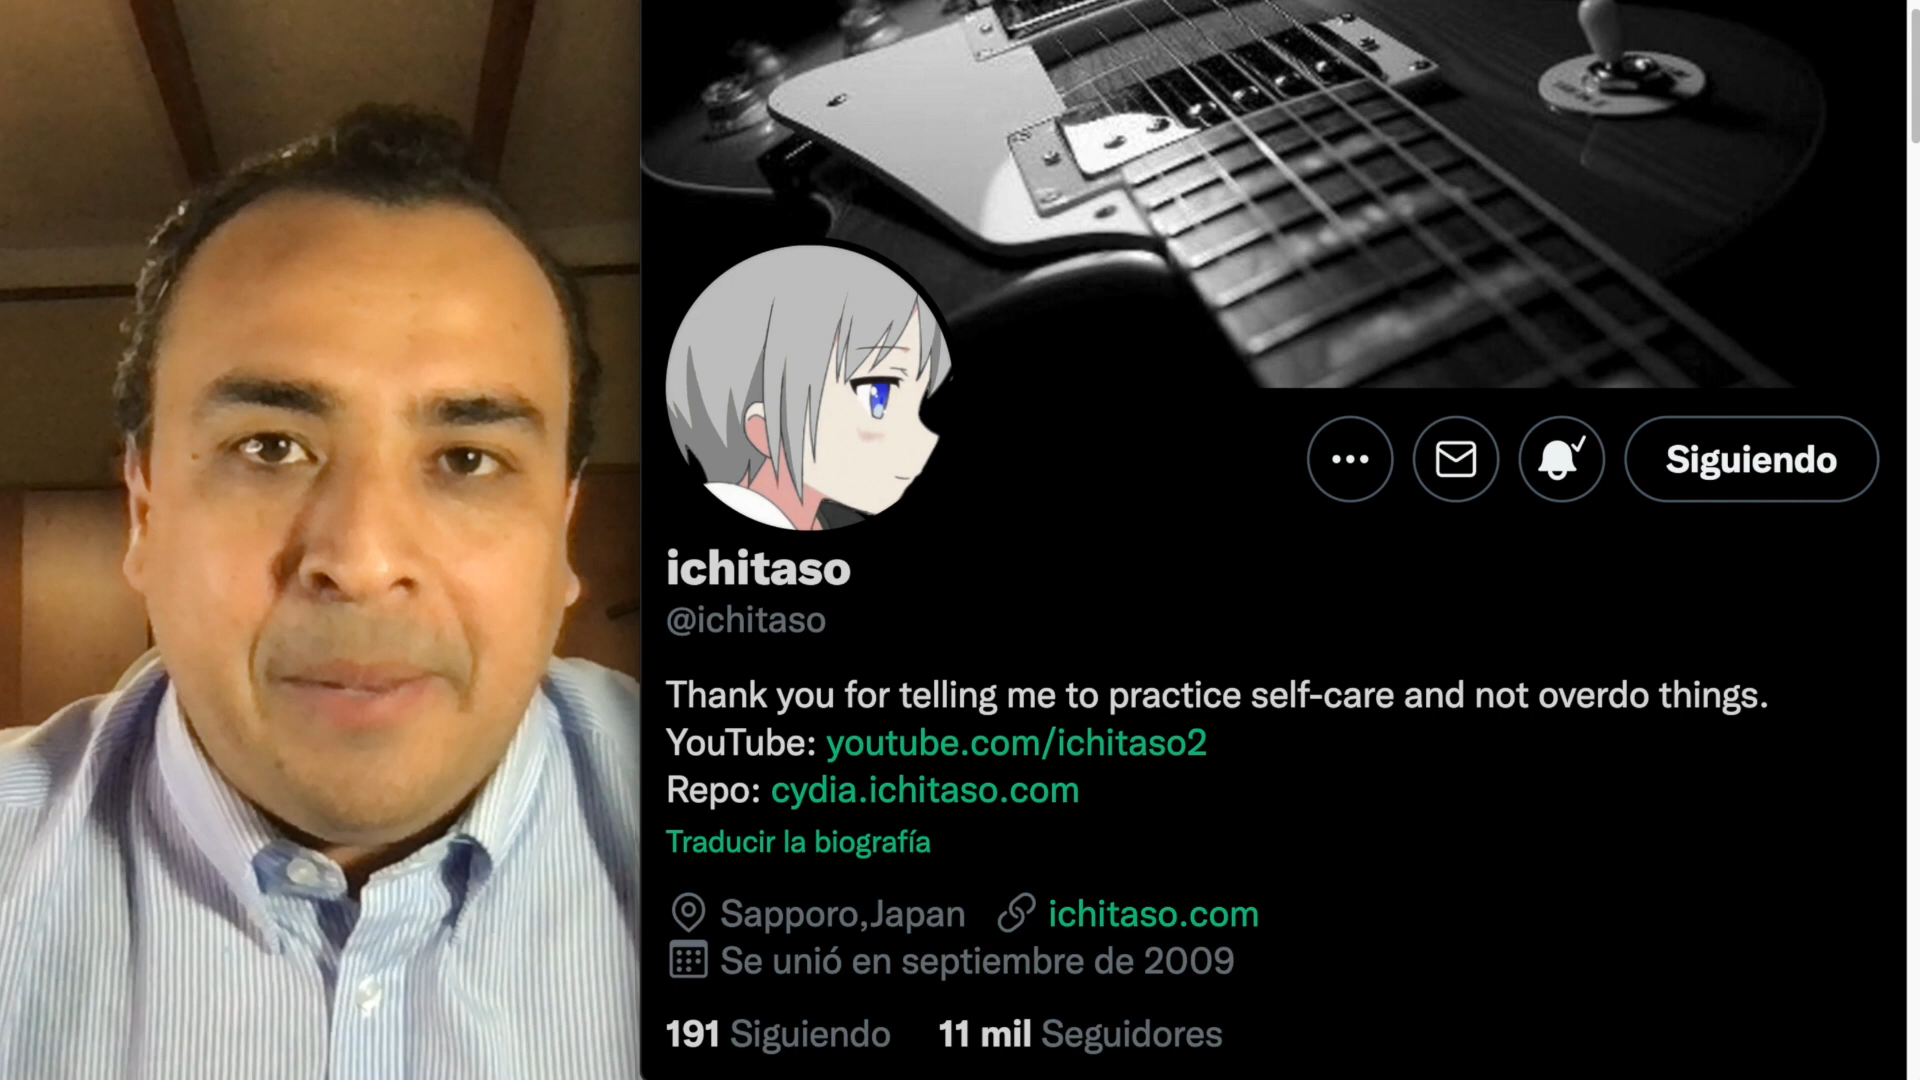 Siguiendo
ichitaso
@ichitaso
Thank you for telling me to practice self-care and not overdo things.
YouTube: youtube.com/ichitaso2
Repo: cydia.ichitaso.com
Traducir la biografía
Sapporo,Japan ichitaso.com
Se unió en septiembre de 2009
191 Siguiendo 11 mil Seguidores